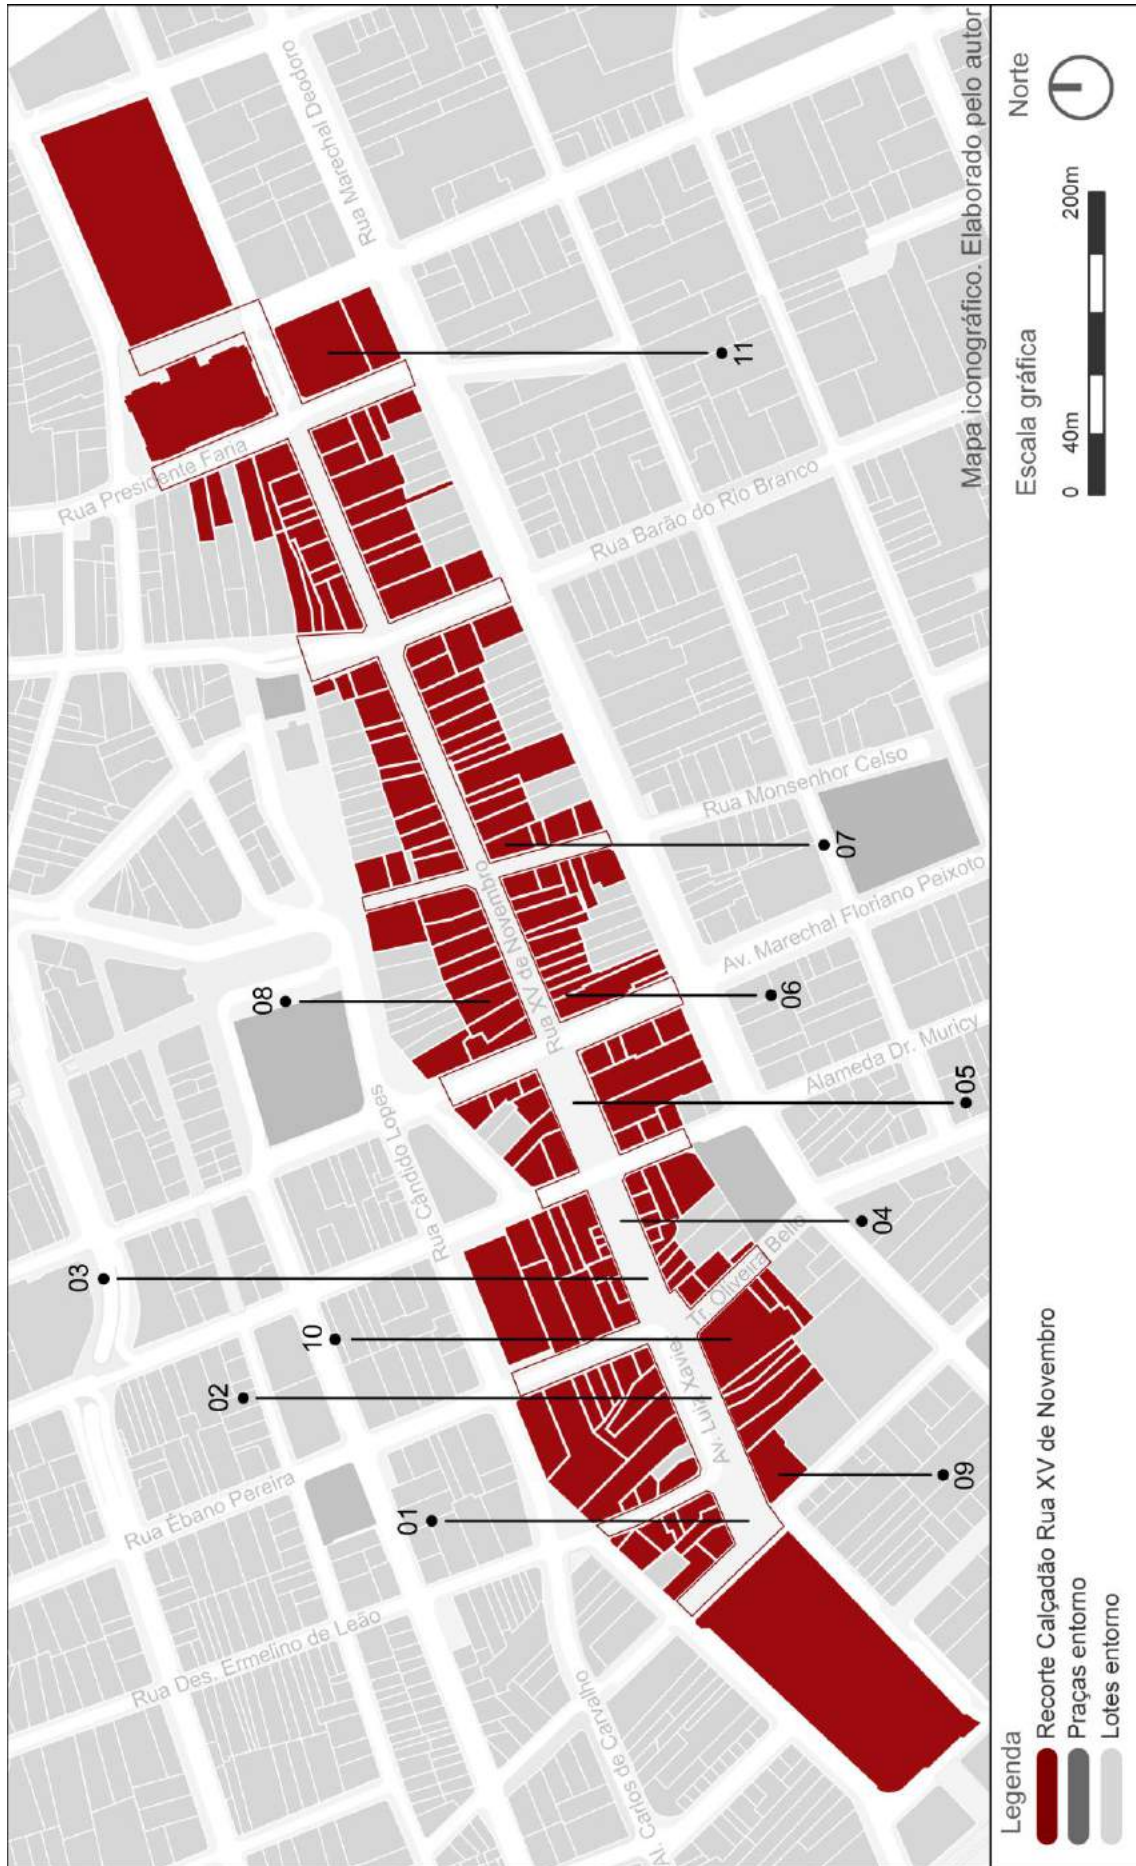 03
10
02
08
01
11
07
06
05
04
09
Rua Marechal Deodoro
Rua Presidente Faria
Rua Barão do Rio Branco
Rua Monsenhor Celso
Av. Marechal Floriano Peixoto
Alameda Dr. Muricy
Rua XV de Novembro
Rua Cândido Lopes
Tr. Oliveira Bello
Av. Luiz Xavier
Rua Ébano Pereira
Rua Des. Ermelino de Leão
Al. Carlos de Carvalho
Mapa iconográfico. Elaborado pelo autor
Legenda
Recorte Calçadão Rua XV de Novembro
Praças entorno
Lotes entorno
Escala gráfica
0 40m 200m
Norte